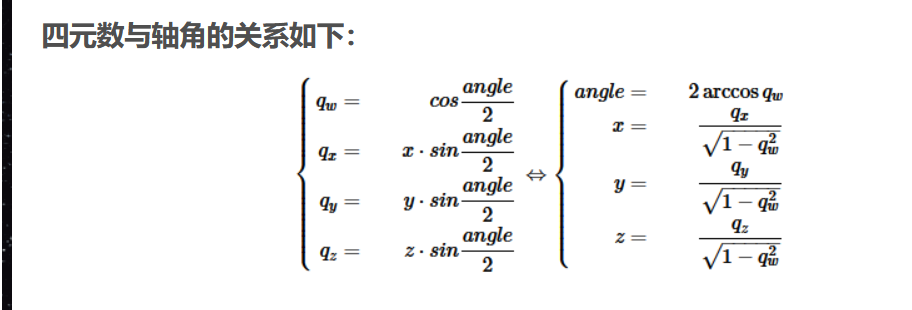 四元数与轴角的关系如下：
q_w = cos angle/2
q_x = x · sin angle/2
q_y = y · sin angle/2
q_z = z · sin angle/2
⇔
angle = 2 arccos q_w
x = q_x/√(1 − q_w²)
y = q_y/√(1 − q_w²)
z = q_z/√(1 − q_w²)